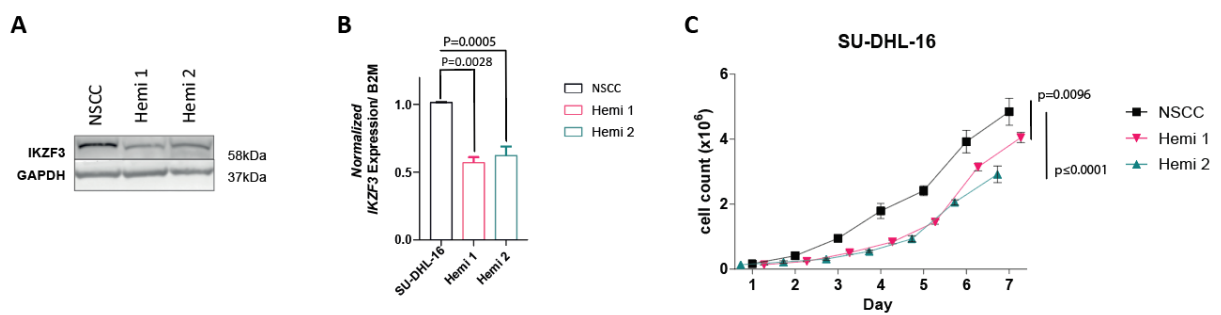 A
NSCC
Hemi 1
Hemi 2
IKZF3
58kDa
GAPDH
37kDa
B
P=0.0005
P=0.0028
Normalized
IKZF3 Expression/ B2M
1.0
0.5
0.0
SU-DHL-16
Hemi 1
Hemi 2
NSCC
Hemi 1
Hemi 2
C
SU-DHL-16
cell count (x10⁶)
6
4
2
0
1 2 3 4 5 6 7
Day
p=0.0096
p≤0.0001
NSCC
Hemi 1
Hemi 2